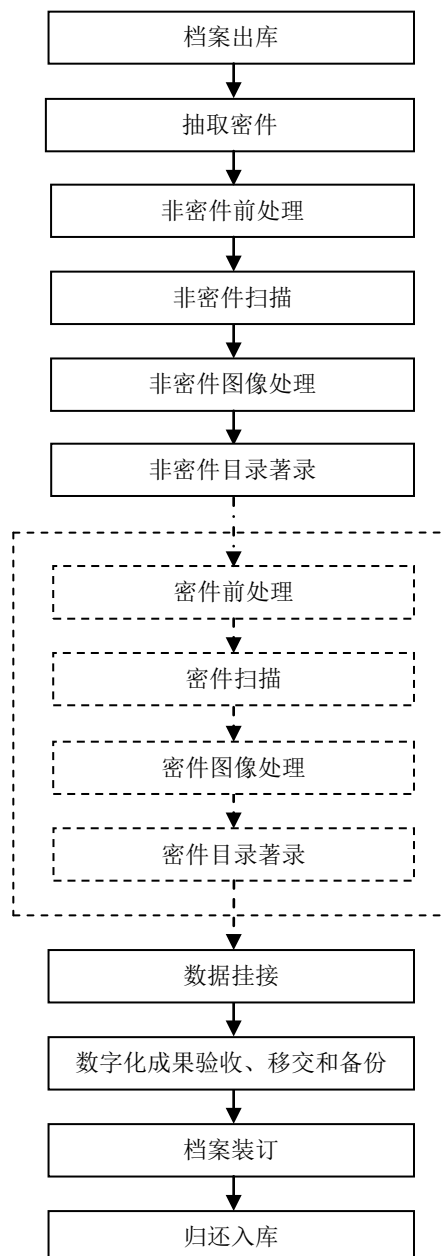 档案出库
抽取密件
非密件前处理
非密件扫描
非密件图像处理
非密件目录著录
密件前处理
密件扫描
密件图像处理
密件目录著录
数据挂接
数字化成果验收、移交和备份
档案装订
归还入库